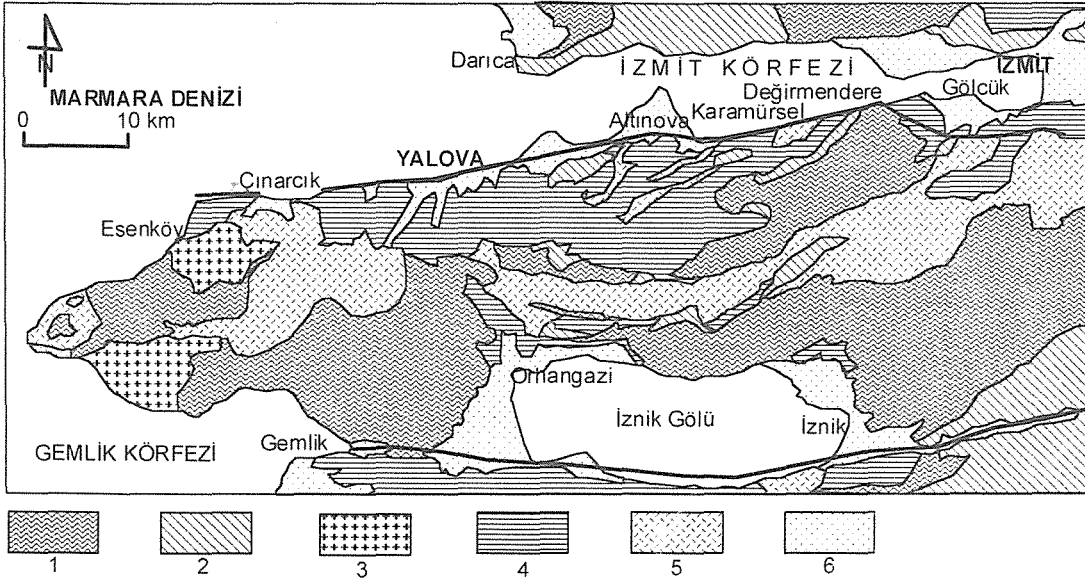 N
MARMARA DENİZİ
0 10 km
Darıca
İZMİT KÖRFEZİ
İZMİT
Gölcük
Değirmendere
Karamürsel
Altınova
YALOVA
Çınarcık
Esenköy
Orhangazi
İznik Gölü
İznik
Gemlik
GEMLİK KÖRFEZİ
1 2 3 4 5 6